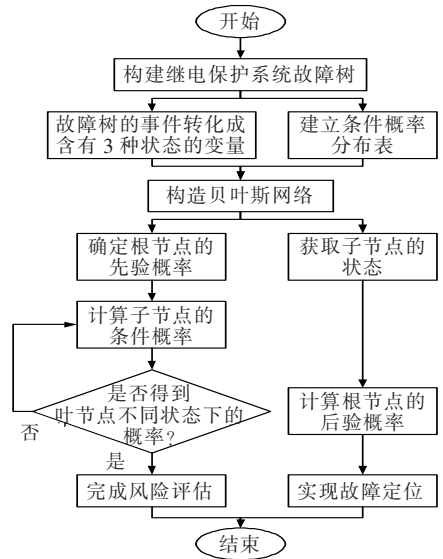 开始
构建继电保护系统故障树
故障树的事件转化成
含有3种状态的变量
建立条件概率
分布表
构造贝叶斯网络
确定根节点的
先验概率
获取子节点的
状态
计算子节点的
条件概率
是否得到
叶节点不同状态下的
概率?
否
是
计算根节点的
后验概率
完成风险评估
实现故障定位
结束